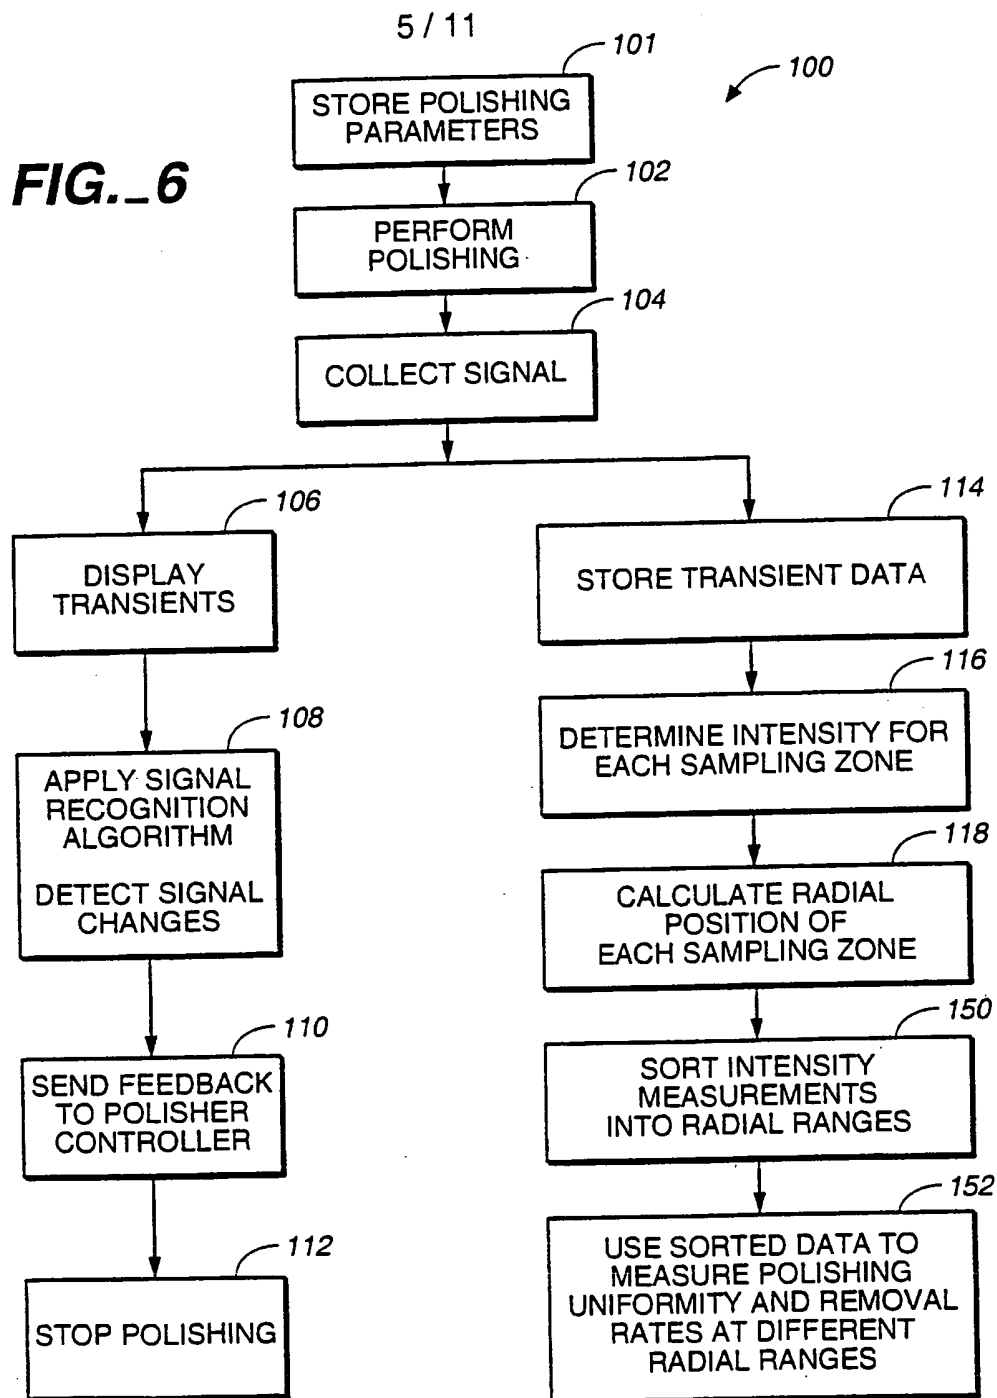 5 / 11
101
100
STORE POLISHING
PARAMETERS
FIG._6
102
PERFORM
POLISHING
104
COLLECT SIGNAL
106
DISPLAY
TRANSIENTS
108
APPLY SIGNAL
RECOGNITION
ALGORITHM
DETECT SIGNAL
CHANGES
110
SEND FEEDBACK
TO POLISHER
CONTROLLER
112
STOP POLISHING
114
STORE TRANSIENT DATA
116
DETERMINE INTENSITY FOR
EACH SAMPLING ZONE
118
CALCULATE RADIAL
POSITION OF
EACH SAMPLING ZONE
150
SORT INTENSITY
MEASUREMENTS
INTO RADIAL RANGES
152
USE SORTED DATA TO
MEASURE POLISHING
UNIFORMITY AND REMOVAL
RATES AT DIFFERENT
RADIAL RANGES